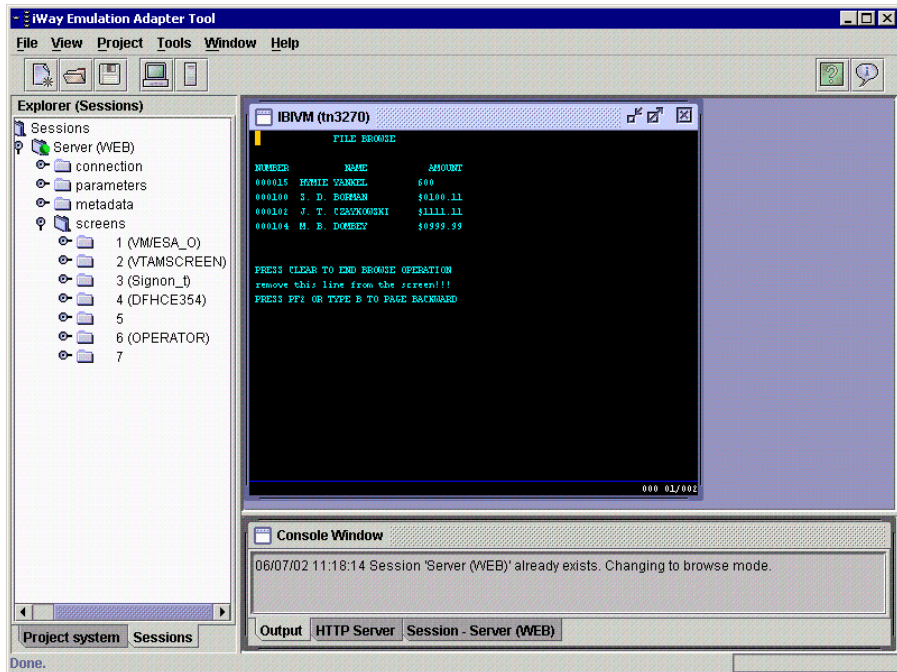 iWay Emulation Adapter Tool
File View Project Tools Window Help
Explorer (Sessions)
Sessions
Server (WEB)
connection
parameters
metadata
screens
1 (VM/ESA_O)
2 (VTAMSCREEN)
3 (Signon_t)
4 (DFHCE354)
5
6 (OPERATOR)
7
Project system Sessions
IBIVM (tn3270)
FILE BROWSE
NUMBER NAME AMOUNT
000015 HYMIE YANKEL 600
000100 S. D. BORMAN $0100.11
000102 J. T. CZAYKOWSKI $1111.11
000104 M. B. DOMBEY $0999.99
PRESS CLEAR TO END BROWSE OPERATION
remove this line from the screen!!!
PRESS PF2 OR TYPE B TO PAGE BACKWARD
000 01/002
Console Window
06/07/02 11:18:14 Session 'Server (WEB)' already exists. Changing to browse mode.
Output HTTP Server Session - Server (WEB)
Done.